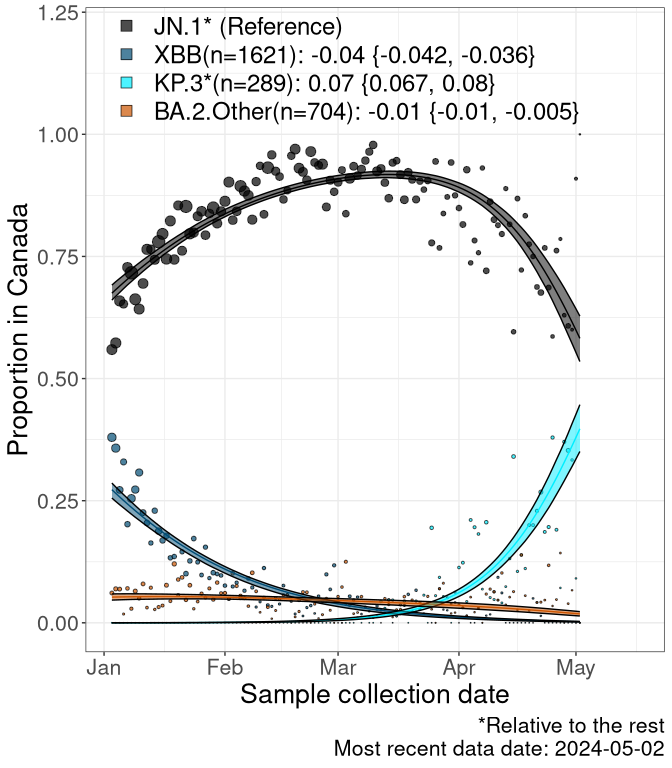 JN.1* (Reference)
XBB(n=1621): -0.04 {-0.042, -0.036}
KP.3*(n=289): 0.07 {0.067, 0.08}
BA.2.Other(n=704): -0.01 {-0.01, -0.005}
Proportion in Canada
1.25
1.00
0.75
0.50
0.25
0.00
Jan Feb Mar Apr May
Sample collection date
*Relative to the rest
Most recent data date: 2024-05-02